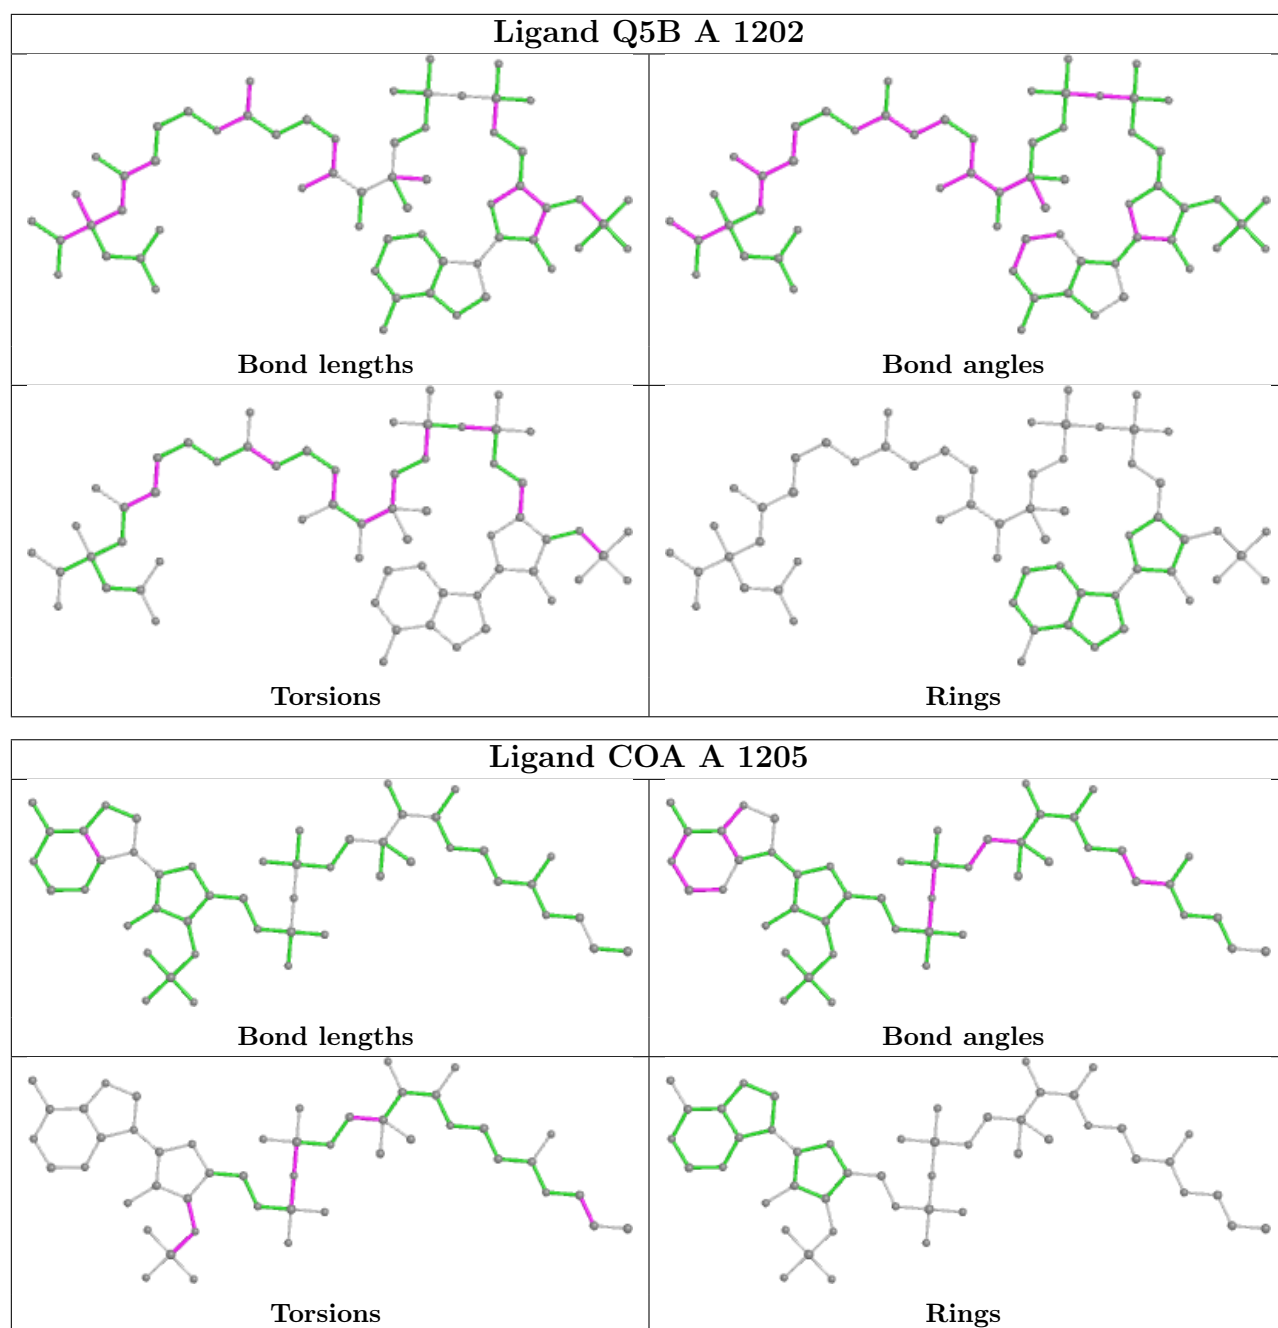 Ligand Q5B A 1202
Bond lengths
Bond angles
Torsions
Rings
Ligand COA A 1205
Bond lengths
Bond angles
Torsions
Rings